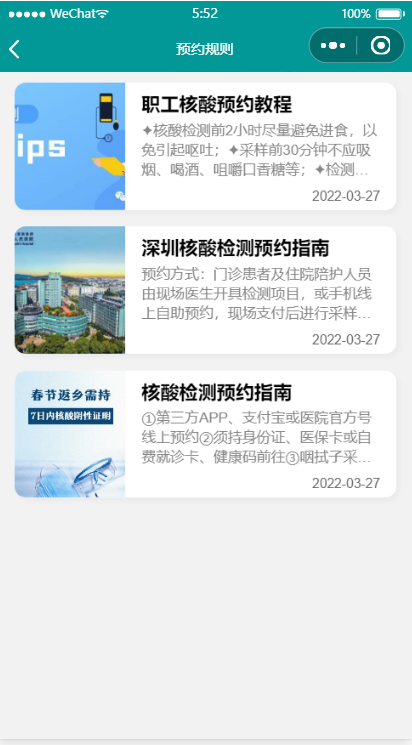 WeChat
5:52
100%
预约规则
ips
职工核酸预约教程
✦核酸检测前2小时尽量避免进食，以
免引起呕吐；✦采样前30分钟不应吸
烟、喝酒、咀嚼口香糖等；✦检测...
2022-03-27
深圳核酸检测预约指南
预约方式：门诊患者及住院陪护人员
由现场医生开具检测项目，或手机线
上自助预约，现场支付后进行采样...
2022-03-27
春节返乡需持
7日内核酸阴性证明
核酸检测预约指南
①第三方APP、支付宝或医院官方号
线上预约②须持身份证、医保卡或自
费就诊卡、健康码前往③咽拭子采...
2022-03-27